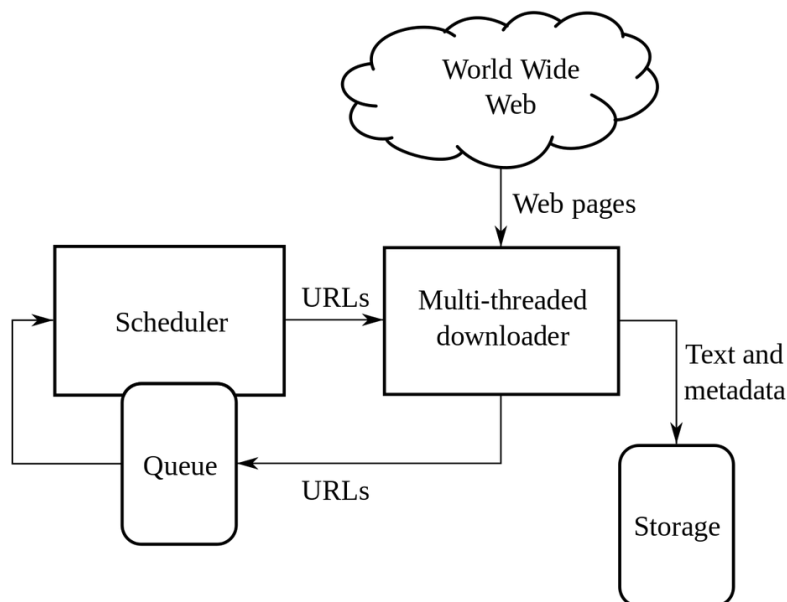 World Wide
Web
Web pages
Scheduler
URLs
Multi-threaded
downloader
Text and
metadata
Queue
URLs
Storage